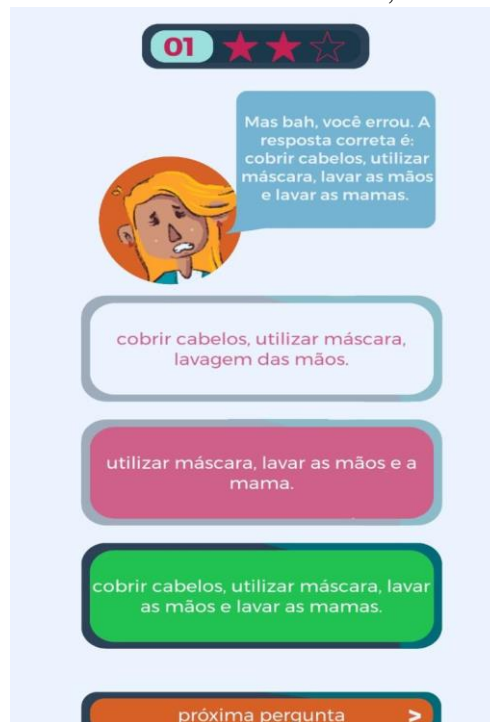 01
Mas bah, você errou. A
resposta correta é:
cobrir cabelos, utilizar
máscara, lavar as mãos
e lavar as mamas.
cobrir cabelos, utilizar máscara,
lavagem das mãos.
utilizar máscara, lavar as mãos e a
mama.
cobrir cabelos, utilizar máscara, lavar
as mãos e lavar as mamas.
próxima pergunta >